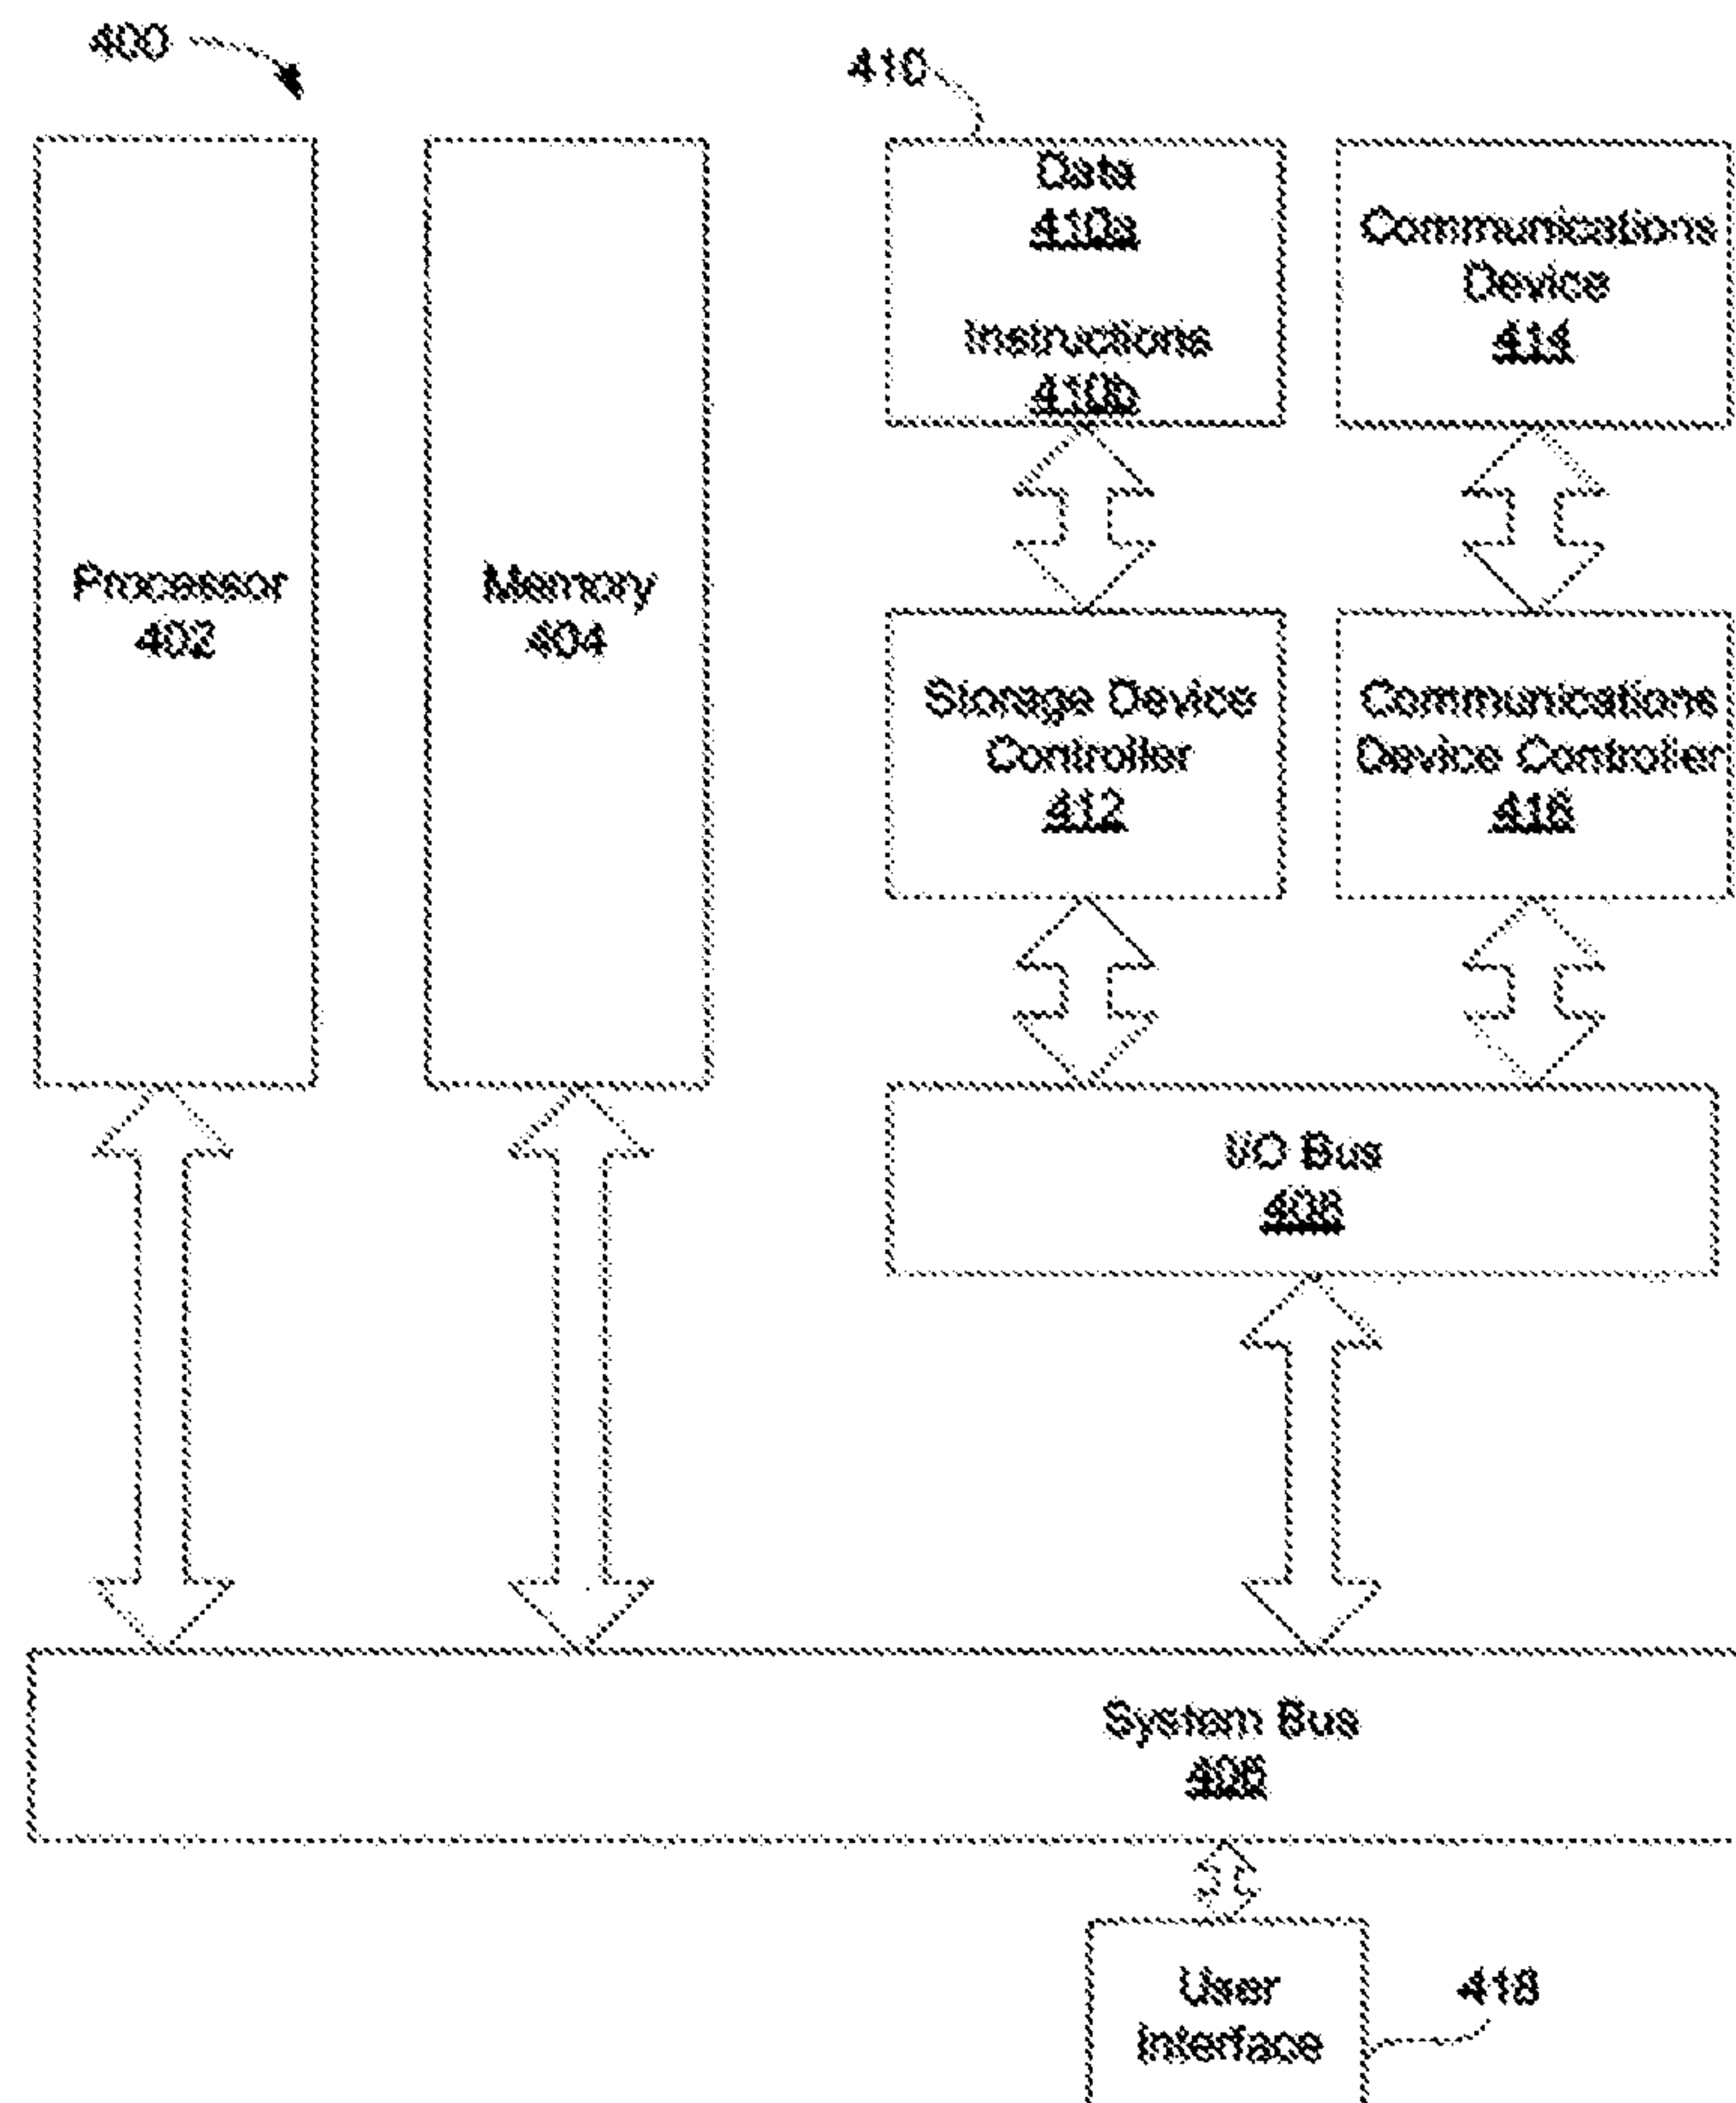 400
410
Data
410a
Instructions
410b
Communications
Device
414
Processor
402
Memory
404
Storage Device
Controller
412
Communications
Device Controller
416
I/O Bus
408
System Bus
406
User
Interface
418